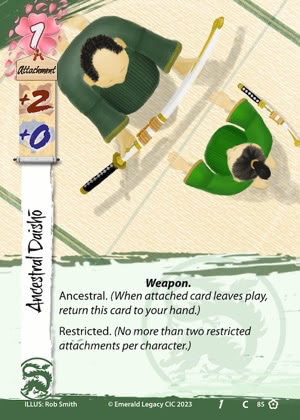 1
Attachment
+2
+0
Ancestral Daishō
Weapon.
Ancestral. (When attached card leaves play,
return this card to your hand.)
Restricted. (No more than two restricted
attachments per character.)
ILLUS: Rob Smith © Emerald Legacy CIC 2023 1 C 85